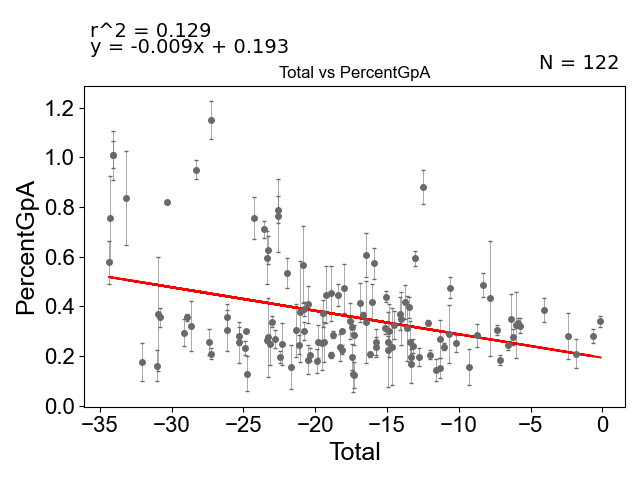 r^2 = 0.129
y = -0.009x + 0.193
N = 122
Total vs PercentGpA
PercentGpA
1.2
1.0
0.8
0.6
0.4
0.2
0.0
−35 −30 −25 −20 −15 −10 −5 0
Total